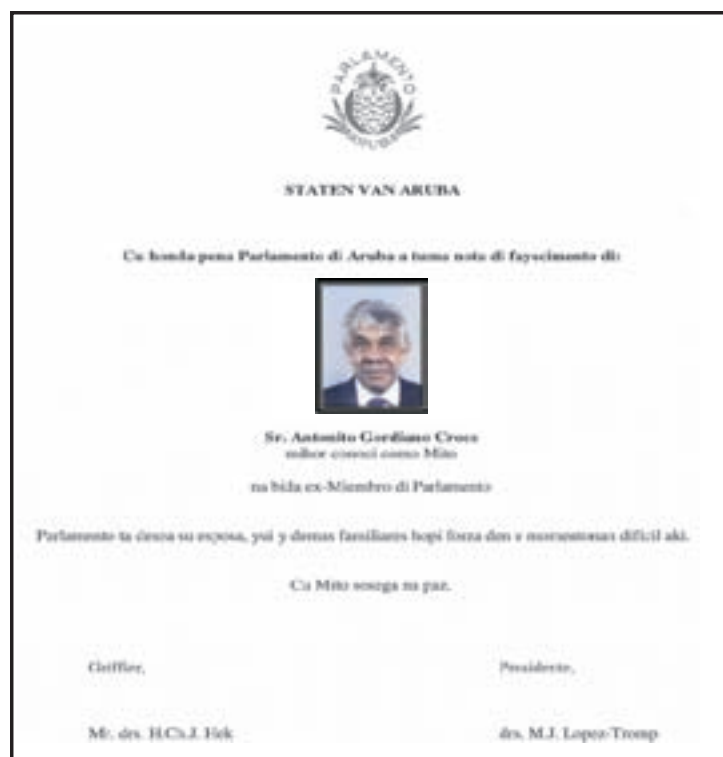 PARLAMENTO
ARUBA
STATEN VAN ARUBA
Cu honda pena Parlamento di Aruba a tuma nota di fayecimento di:
Sr. Antonito Gordiano Croes
mihor conoci como Mito
na bida ex-Miembro di Parlamento
Parlamento ta desea su esposa, yui y demas familiares hopi forza den e momentonan dificil aki.
Cu Mito sosega na paz.
Griffier,
Presidente,
Mr. drs. H.Ch.J. Hek
drs. M.J. Lopez-Tromp